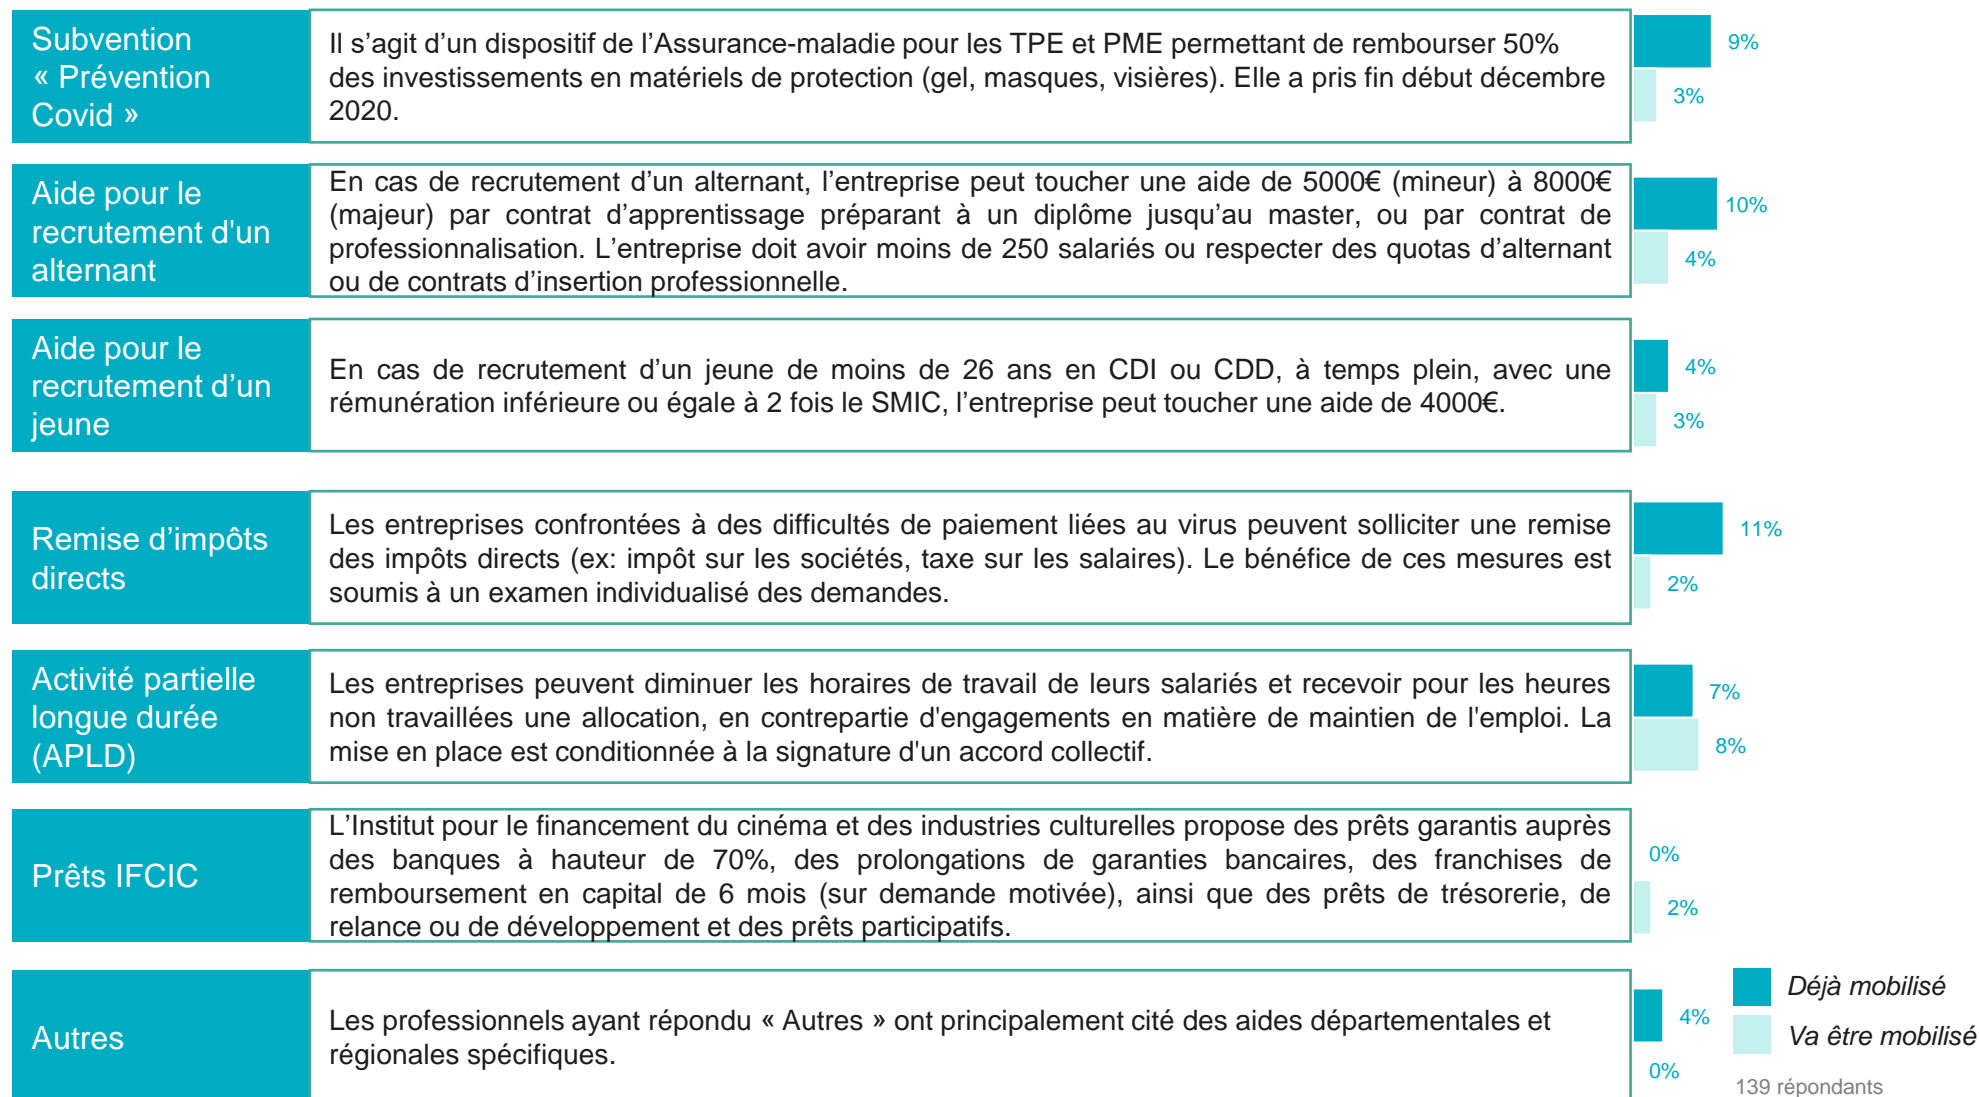 Subvention
« Prévention
Covid »
Il s’agit d’un dispositif de l’Assurance-maladie pour les TPE et PME permettant de rembourser 50%
des investissements en matériels de protection (gel, masques, visières). Elle a pris fin début décembre
2020.
9%
3%
Aide pour le
recrutement d'un
alternant
En cas de recrutement d’un alternant, l’entreprise peut toucher une aide de 5000€ (mineur) à 8000€
(majeur) par contrat d’apprentissage préparant à un diplôme jusqu’au master, ou par contrat de
professionnalisation. L’entreprise doit avoir moins de 250 salariés ou respecter des quotas d’alternant
ou de contrats d’insertion professionnelle.
10%
4%
Aide pour le
recrutement d’un
jeune
En cas de recrutement d’un jeune de moins de 26 ans en CDI ou CDD, à temps plein, avec une
rémunération inférieure ou égale à 2 fois le SMIC, l’entreprise peut toucher une aide de 4000€.
4%
3%
Remise d’impôts
directs
Les entreprises confrontées à des difficultés de paiement liées au virus peuvent solliciter une remise
des impôts directs (ex: impôt sur les sociétés, taxe sur les salaires). Le bénéfice de ces mesures est
soumis à un examen individualisé des demandes.
11%
2%
Activité partielle
longue durée
(APLD)
Les entreprises peuvent diminuer les horaires de travail de leurs salariés et recevoir pour les heures
non travaillées une allocation, en contrepartie d'engagements en matière de maintien de l'emploi. La
mise en place est conditionnée à la signature d'un accord collectif.
7%
8%
Prêts IFCIC
L’Institut pour le financement du cinéma et des industries culturelles propose des prêts garantis auprès
des banques à hauteur de 70%, des prolongations de garanties bancaires, des franchises de
remboursement en capital de 6 mois (sur demande motivée), ainsi que des prêts de trésorerie, de
relance ou de développement et des prêts participatifs.
0%
2%
Autres
Les professionnels ayant répondu « Autres » ont principalement cité des aides départementales et
régionales spécifiques.
4%
0%
Déjà mobilisé
Va être mobilisé
139 répondants